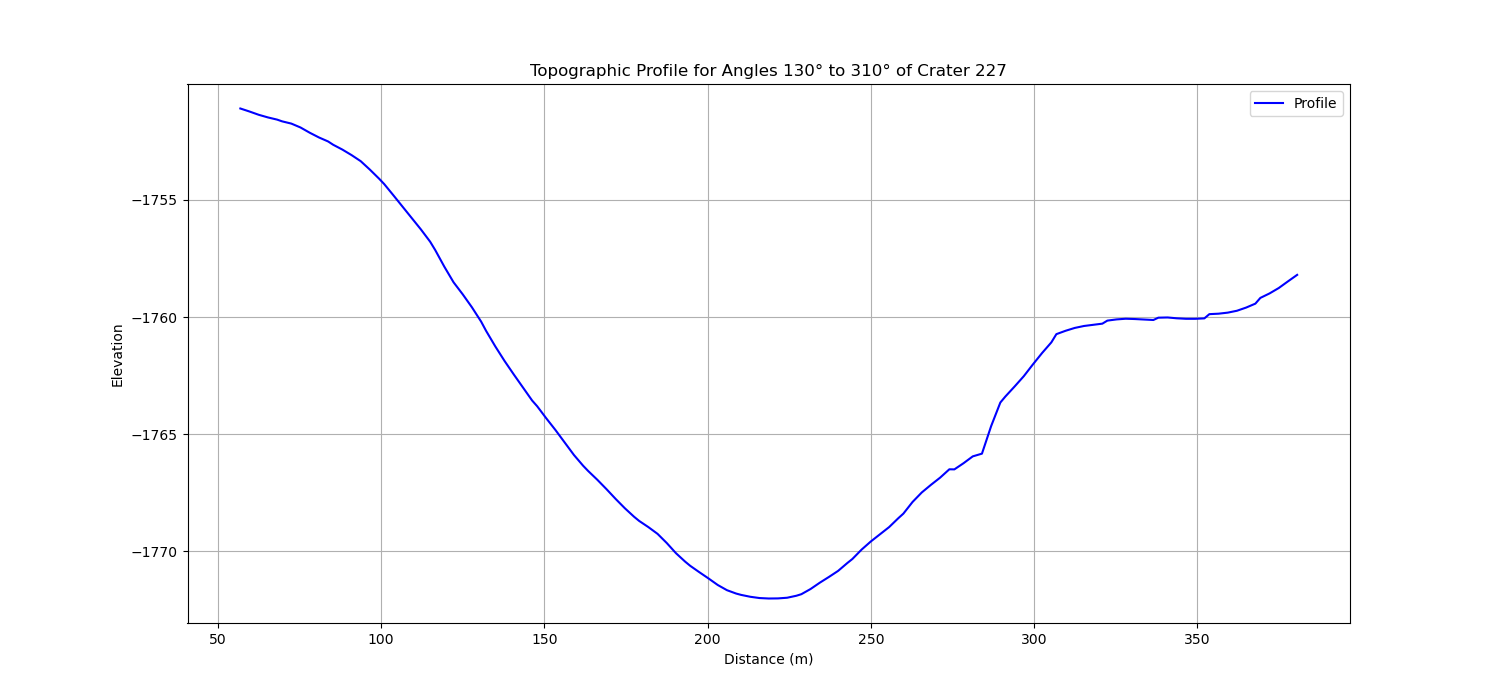 Topographic Profile for Angles 130° to 310° of Crater 227
Profile
−1755
−1760
−1765
−1770
Elevation
50 100 150 200 250 300 350
Distance (m)